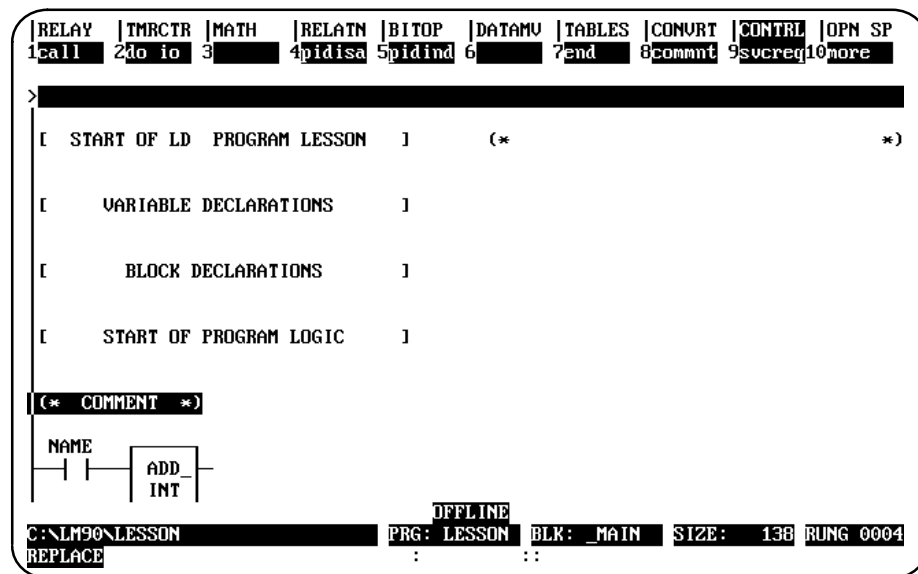 |RELAY |TMRCTR |MATH |RELATN |BITOP |DATAMV |TABLES |CONVRT |CONTRL |OPN SP
1call 2do io 3 4pidisa 5pidind 6 7end 8commnt 9svcreq10more
>
[ START OF LD PROGRAM LESSON ] (* *)
[ VARIABLE DECLARATIONS ]
[ BLOCK DECLARATIONS ]
[ START OF PROGRAM LOGIC ]
(* COMMENT *)
NAME
ADD_
INT
OFFLINE
C:\LM90\LESSON PRG: LESSON BLK: _MAIN SIZE: 138 RUNG 0004
REPLACE : ::